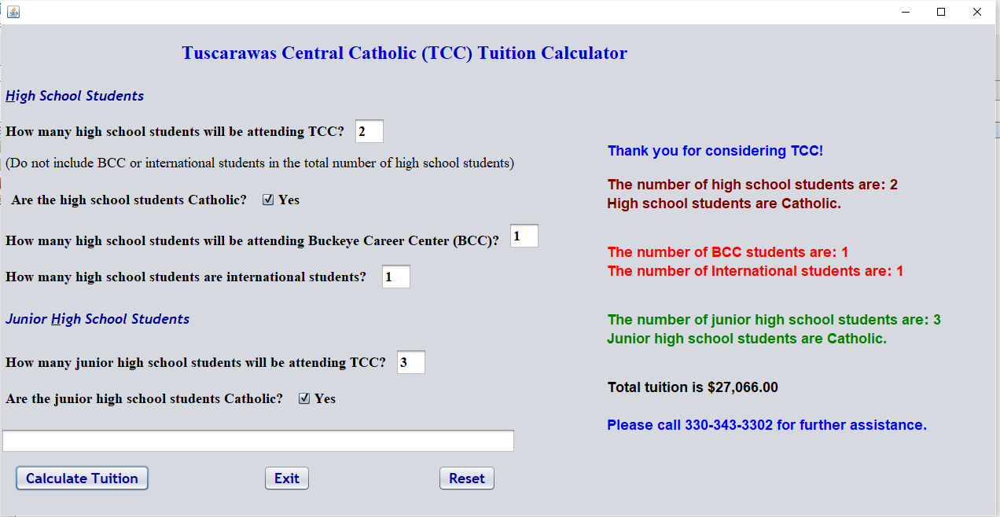 Tuscarawas Central Catholic (TCC) Tuition Calculator
High School Students
How many high school students will be attending TCC? 2
(Do not include BCC or international students in the total number of high school students)
Are the high school students Catholic? Yes
How many high school students will be attending Buckeye Career Center (BCC)? 1
How many high school students are international students? 1
Junior High School Students
How many junior high school students will be attending TCC? 3
Are the junior high school students Catholic? Yes
Calculate Tuition Exit Reset
Thank you for considering TCC!
The number of high school students are: 2
High school students are Catholic.
The number of BCC students are: 1
The number of International students are: 1
The number of junior high school students are: 3
Junior high school students are Catholic.
Total tuition is $27,066.00
Please call 330-343-3302 for further assistance.